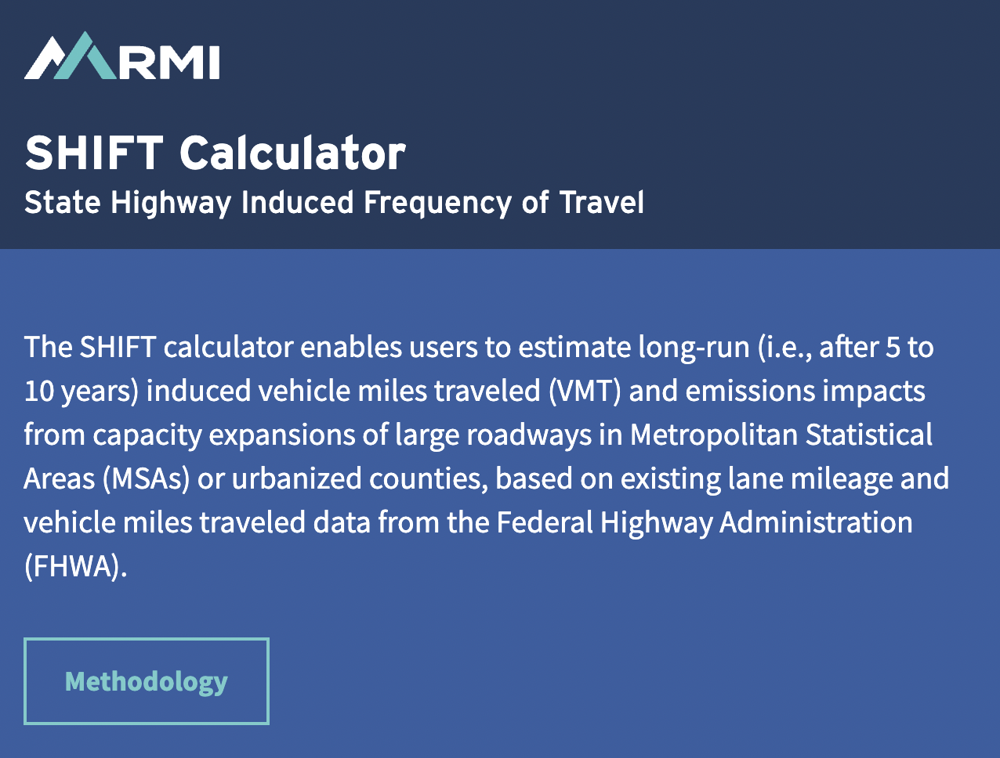 RMI
SHIFT Calculator
State Highway Induced Frequency of Travel
The SHIFT calculator enables users to estimate long-run (i.e., after 5 to
10 years) induced vehicle miles traveled (VMT) and emissions impacts
from capacity expansions of large roadways in Metropolitan Statistical
Areas (MSAs) or urbanized counties, based on existing lane mileage and
vehicle miles traveled data from the Federal Highway Administration
(FHWA).
Methodology